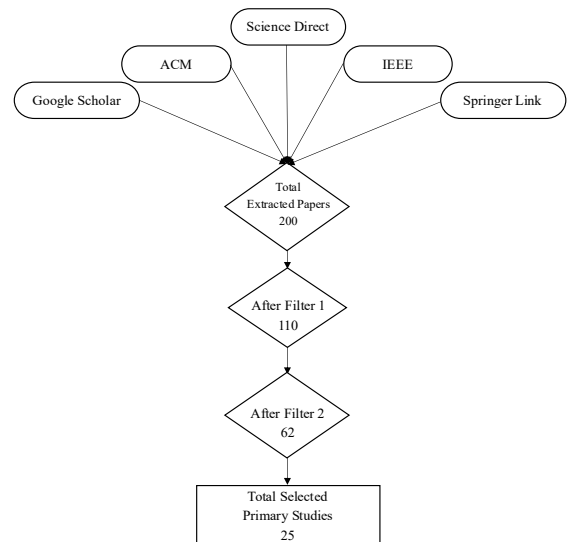 Science Direct
ACM
IEEE
Google Scholar
Springer Link
Total
Extracted Papers
200
After Filter 1
110
After Filter 2
62
Total Selected
Primary Studies
25